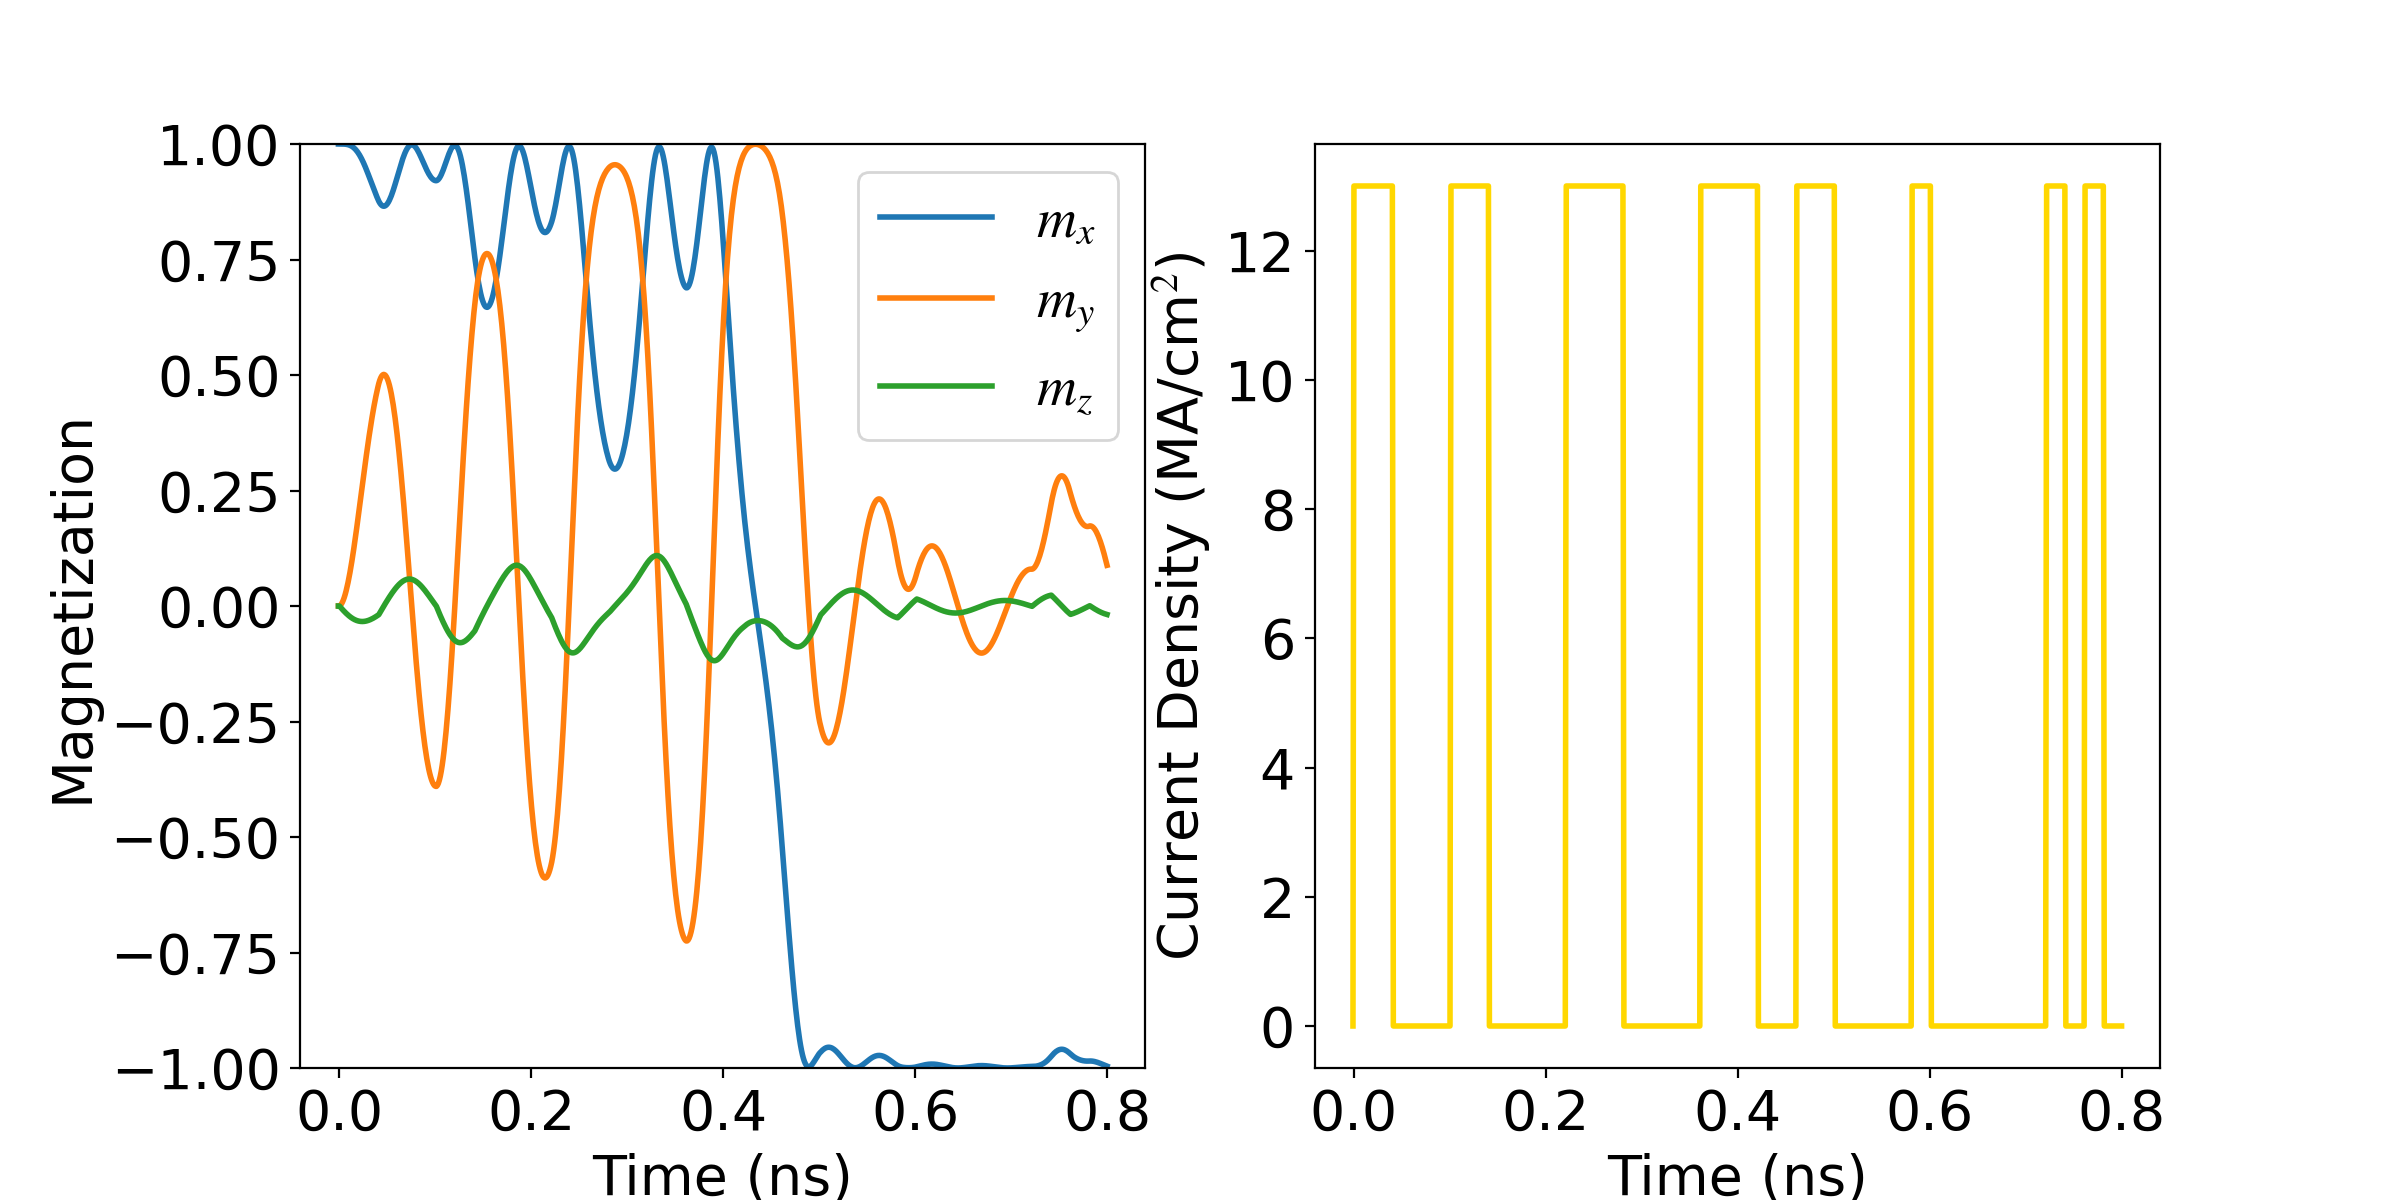 Magnetization
1.00
0.75
0.50
0.25
0.00
−0.25
−0.50
−0.75
−1.00
0.0 0.2 0.4 0.6 0.8
Time (ns)
m_x
m_y
m_z
Current Density (MA/cm²)
12
10
8
6
4
2
0
0.0 0.2 0.4 0.6 0.8
Time (ns)